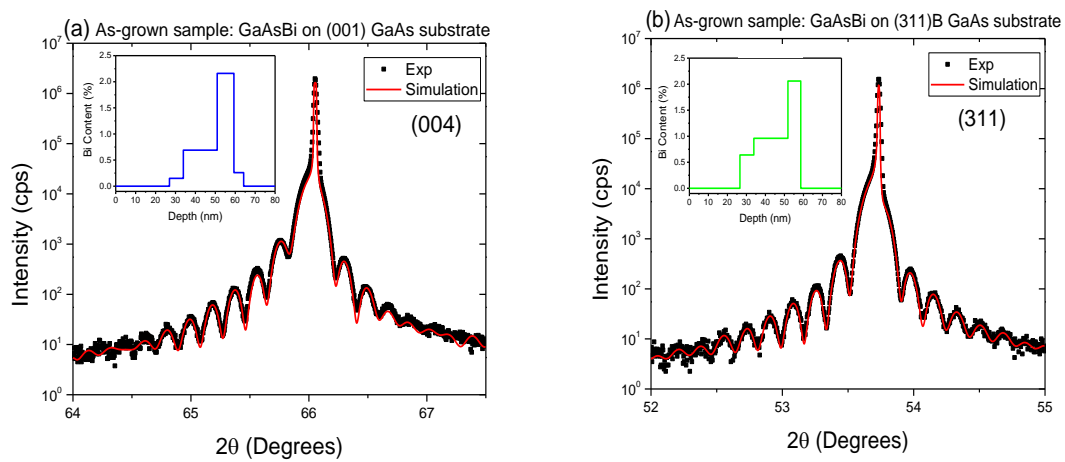 (a) As-grown sample: GaAsBi on (001) GaAs substrate
10^7
10^6
10^5
10^4
10^3
10^2
10^1
10^0
Intensity (cps)
64
65
66
67
2θ (Degrees)
Exp
Simulation
(004)
2.5
2.0
1.5
1.0
0.5
0.0
Bi Content (%)
0 10 20 30 40 50 60 70 80
Depth (nm)
(b) As-grown sample: GaAsBi on (311)B GaAs substrate
10^7
10^6
10^5
10^4
10^3
10^2
10^1
10^0
Intensity (cps)
52
53
54
55
2θ (Degrees)
Exp
Simulation
(311)
2.5
2.0
1.5
1.0
0.5
0.0
Bi Content (%)
0 10 20 30 40 50 60 70 80
Depth (nm)